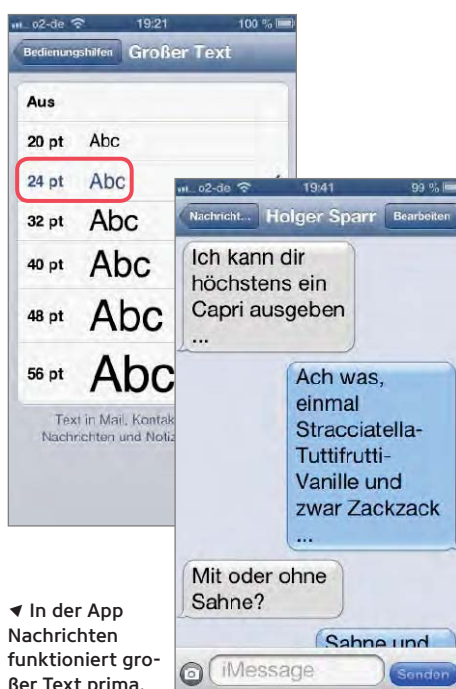 o2-de 19:21 100 %
Bedienungshilfen Großer Text
Aus
20 pt Abc
24 pt Abc
32 pt Abc
40 pt Abc
48 pt Abc
56 pt Abc
Text in Mail, Kontak
Nachrichten und Notiz
o2-de 19:41 99 %
Nachricht... Holger Sparr Bearbeiten
Ich kann dir
höchstens ein
Capri ausgeben
...
Ach was,
einmal
Stracciatella-
Tuttifrutti-
Vanille und
zwar Zackzack
...
Mit oder ohne
Sahne?
Sahne und
iMessage Senden
◄ In der App
Nachrichten
funktioniert gro-
ßer Text prima.